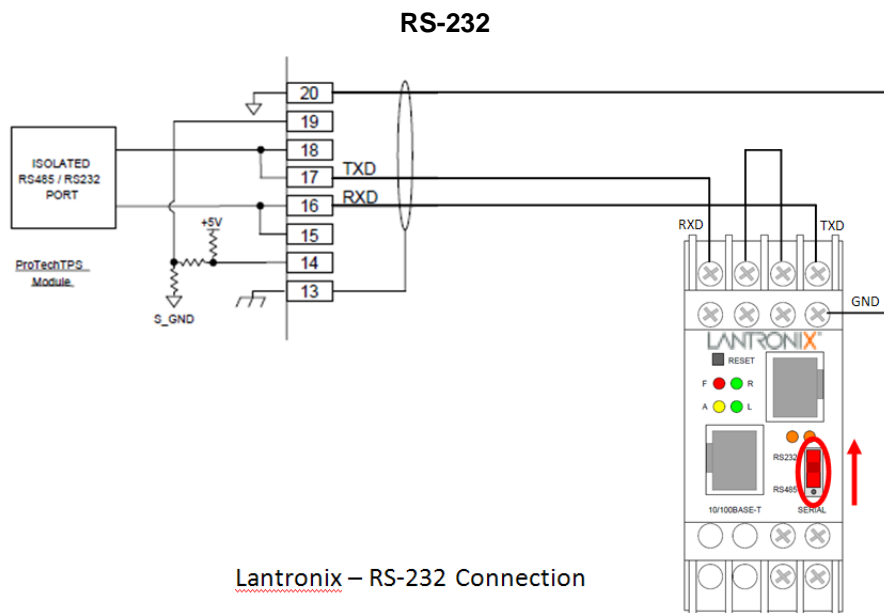 RS-232
20
19
18
17
16
15
14
13
TXD
RXD
ISOLATED
RS485 / RS232
PORT
+5V
ProTechTPS
Module
S_GND
RXD
TXD
GND
LANTRONIX®
RESET
F
R
A
L
RS232
RS485
10/100BASE-T
SERIAL
Lantronix – RS-232 Connection